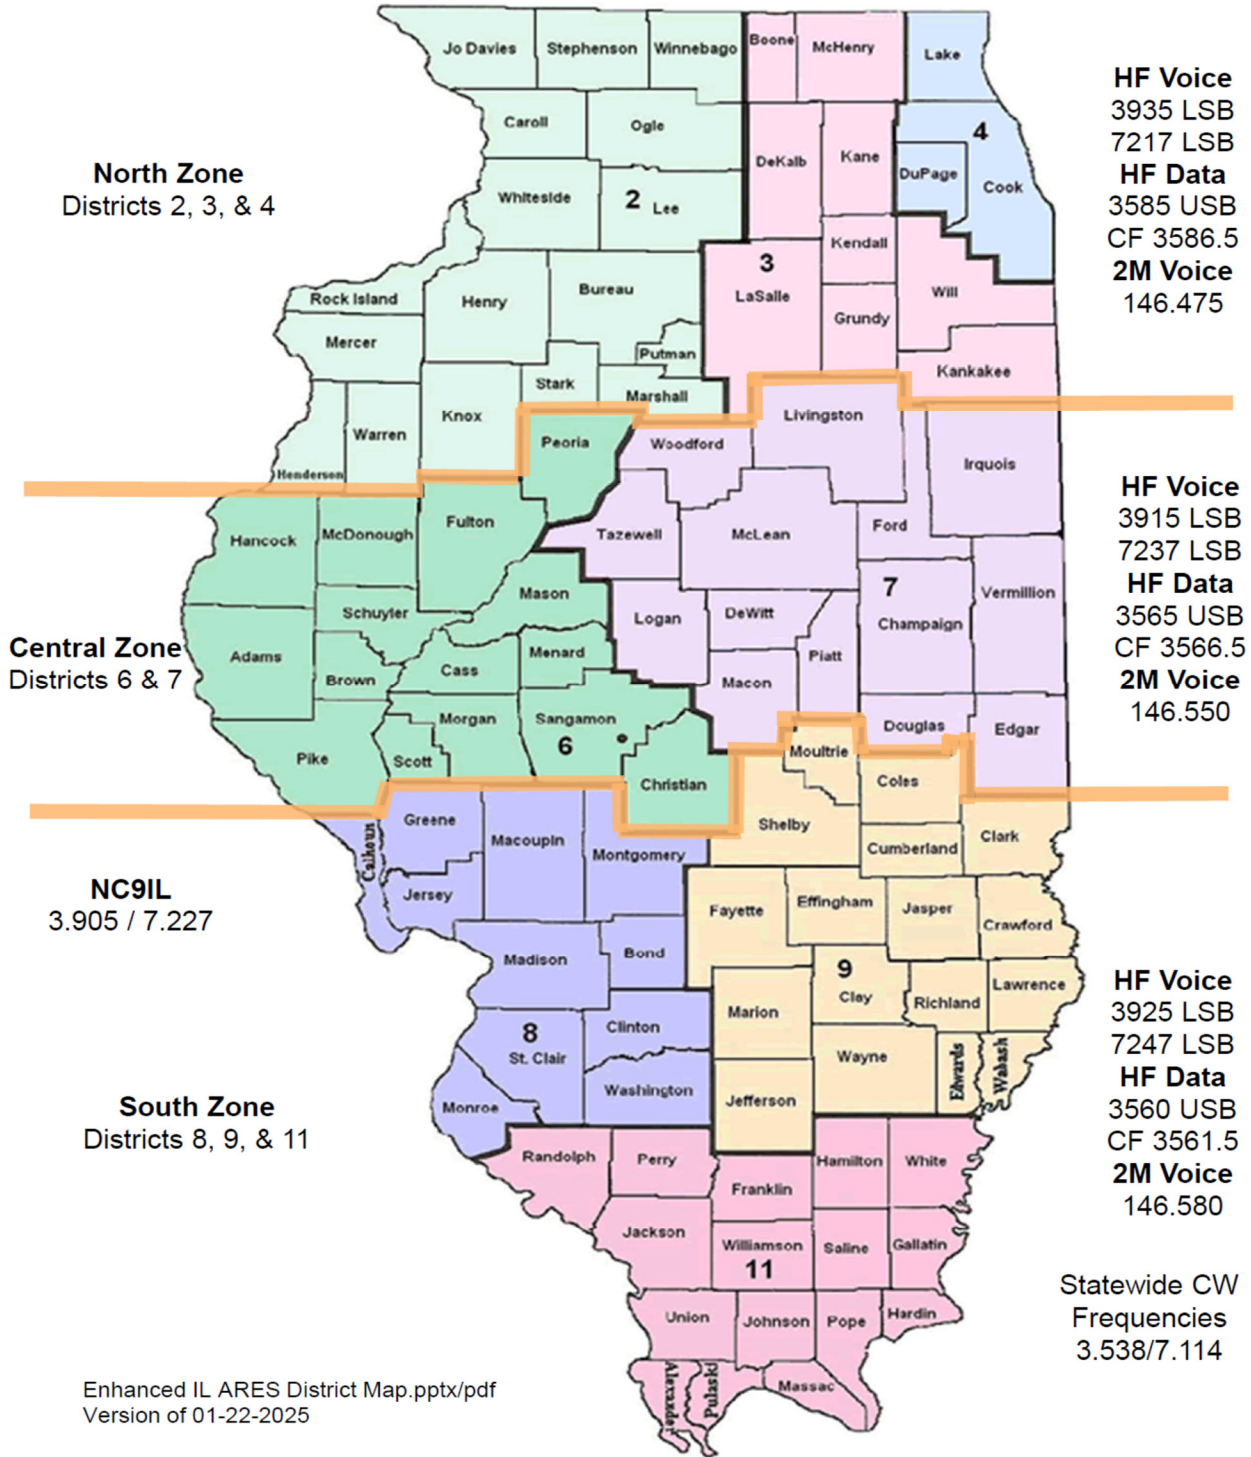 Jo Davies
Stephenson
Winnebago
Boone
McHenry
Lake
HF Voice
3935 LSB
7217 LSB
HF Data
3585 USB
CF 3586.5
2M Voice
146.475
Caroll
Ogle
DeKalb
Kane
4
DuPage
Cook
North Zone
Districts 2, 3, & 4
Whiteside
2 Lee
Kendall
3
LaSalle
Will
Rock Island
Henry
Bureau
Grundy
Mercer
Putman
Kankakee
Stark
Marshall
Knox
Warren
Henderson
Peoria
Woodford
Livingston
Irquois
HF Voice
3915 LSB
7237 LSB
HF Data
3565 USB
CF 3566.5
2M Voice
146.550
Hancock
McDonough
Fulton
Tazewell
McLean
Ford
7
Champaign
Vermillion
Mason
Schuyler
Logan
DeWitt
Piatt
Central Zone
Districts 6 & 7
Adams
Brown
Cass
Menard
Macon
Morgan
Sangamon
6
Douglas
Edgar
Pike
Scott
Christian
Moultrie
Coles
Shelby
Clark
Cumberland
Calhoun
Greene
Macoupin
Montgomery
Jersey
NC9IL
3.905 / 7.227
Fayette
Effingham
Jasper
Crawford
Madison
Bond
9
Clay
Richland
Lawrence
Marion
8
St. Clair
Clinton
Wayne
Edwards
Wabash
HF Voice
3925 LSB
7247 LSB
HF Data
3560 USB
CF 3561.5
2M Voice
146.580
Washington
Monroe
Jefferson
South Zone
Districts 8, 9, & 11
Randolph
Perry
Franklin
Hamilton
White
Jackson
Williamson
11
Saline
Gallatin
Union
Johnson
Pope
Hardin
Statewide CW
Frequencies
3.538/7.114
Alexander
Pulaski
Massac
Enhanced IL ARES District Map.pptx/pdf
Version of 01-22-2025